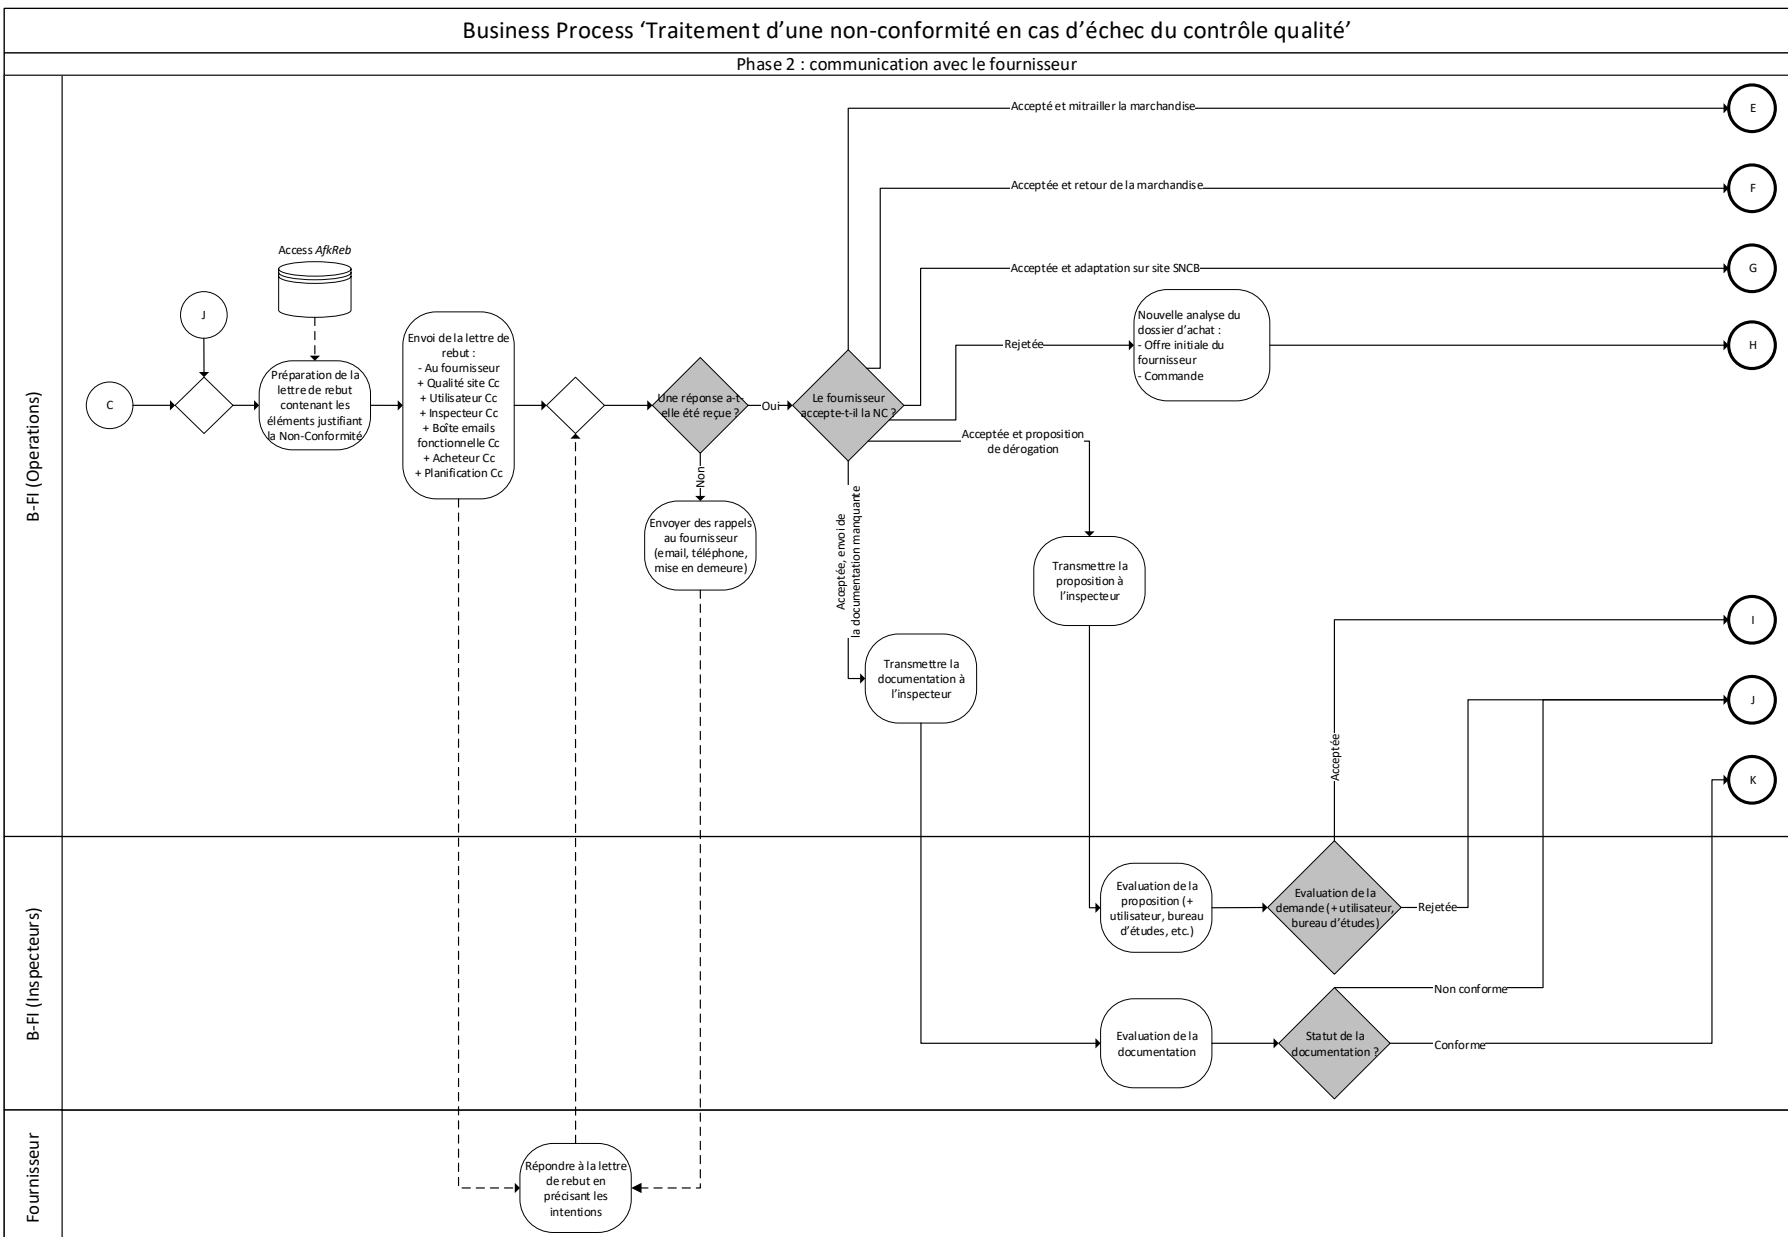 Business Process ‘Traitement d’une non-conformité en cas d’échec du contrôle qualité’
Phase 2 : communication avec le fournisseur
B-FI (Operations)
C
J
Access AfkReb
Préparation de la
lettre de rebut
contenant les
éléments justifiant
la Non-Conformité
Envoi de la lettre de
rebut :
- Au fournisseur
+ Qualité site Cc
+ Utilisateur Cc
+ Inspecteur Cc
+ Boîte emails
fonctionnelle Cc
+ Acheteur Cc
+ Planification Cc
Une réponse a-t-
elle été reçue ?
Oui
Non
Envoyer des rappels
au fournisseur
(email, téléphone,
mise en demeure)
Le fournisseur
accepte-t-il la NC ?
Accepté et mitrailler la marchandise
E
Acceptée et retour de la marchandise
F
Acceptée et adaptation sur site SNCB
G
Rejetée
Nouvelle analyse du
dossier d’achat :
- Offre initiale du
fournisseur
- Commande
H
Acceptée et proposition
de dérogation
Transmettre la
proposition à
l’inspecteur
Acceptée, envoi de
la documentation manquante
Transmettre la
documentation à
l’inspecteur
I
J
K
Acceptée
B-FI (Inspecteurs)
Evaluation de la
proposition (+
utilisateur, bureau
d’études, etc.)
Evaluation de la
demande (+ utilisateur,
bureau d’études)
Rejetée
Evaluation de la
documentation
Statut de la
documentation ?
Non conforme
Conforme
Fournisseur
Répondre à la lettre
de rebut en
précisant les
intentions